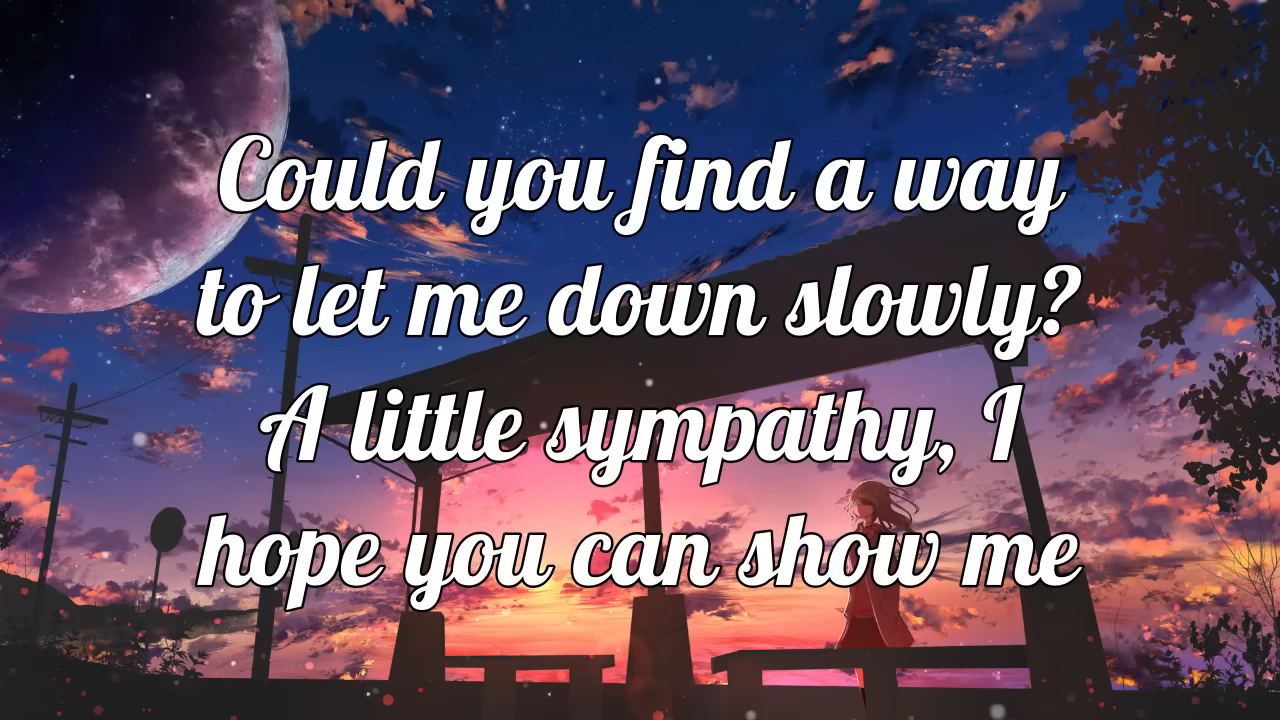 Could you find a way
to let me down slowly?
A little sympathy, I
hope you can show me